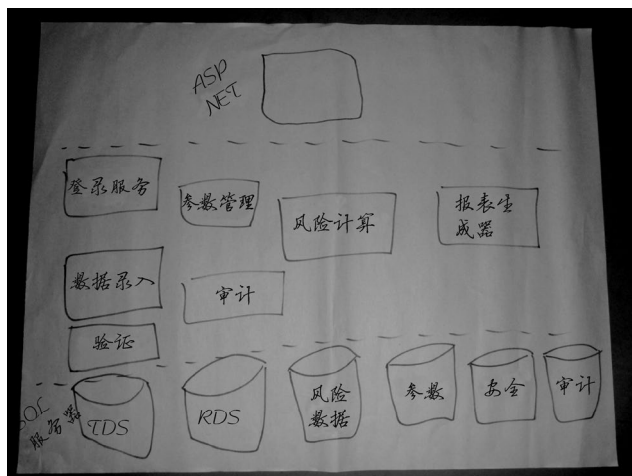 ASP
NET
登录服务
参数管理
风险计算
报表生
成器
数据录入
审计
验证
SQL
服务器
TDS
RDS
风险
数据
参数
安全
审计